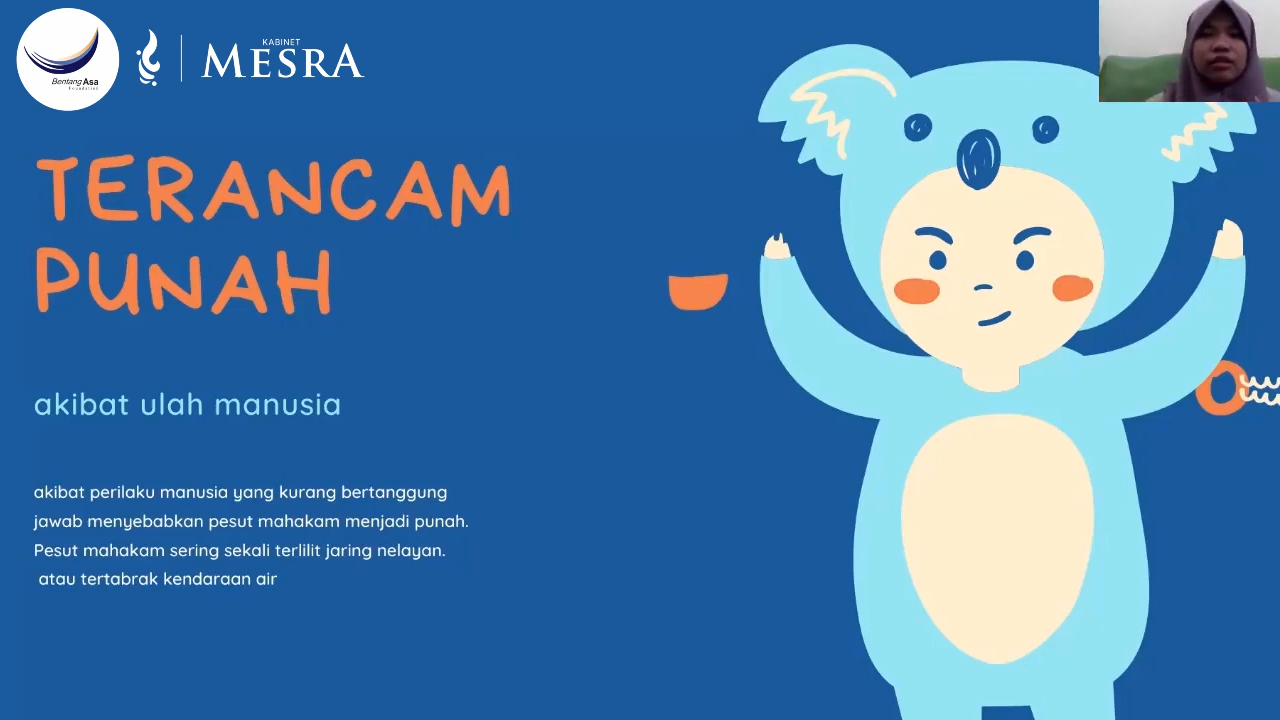 Bentang Asa
Foundation
KABINET
MESRA
TERANCAM
PUNAH
akibat ulah manusia
akibat perilaku manusia yang kurang bertanggung
jawab menyebabkan pesut mahakam menjadi punah.
Pesut mahakam sering sekali terlilit jaring nelayan.
atau tertabrak kendaraan air